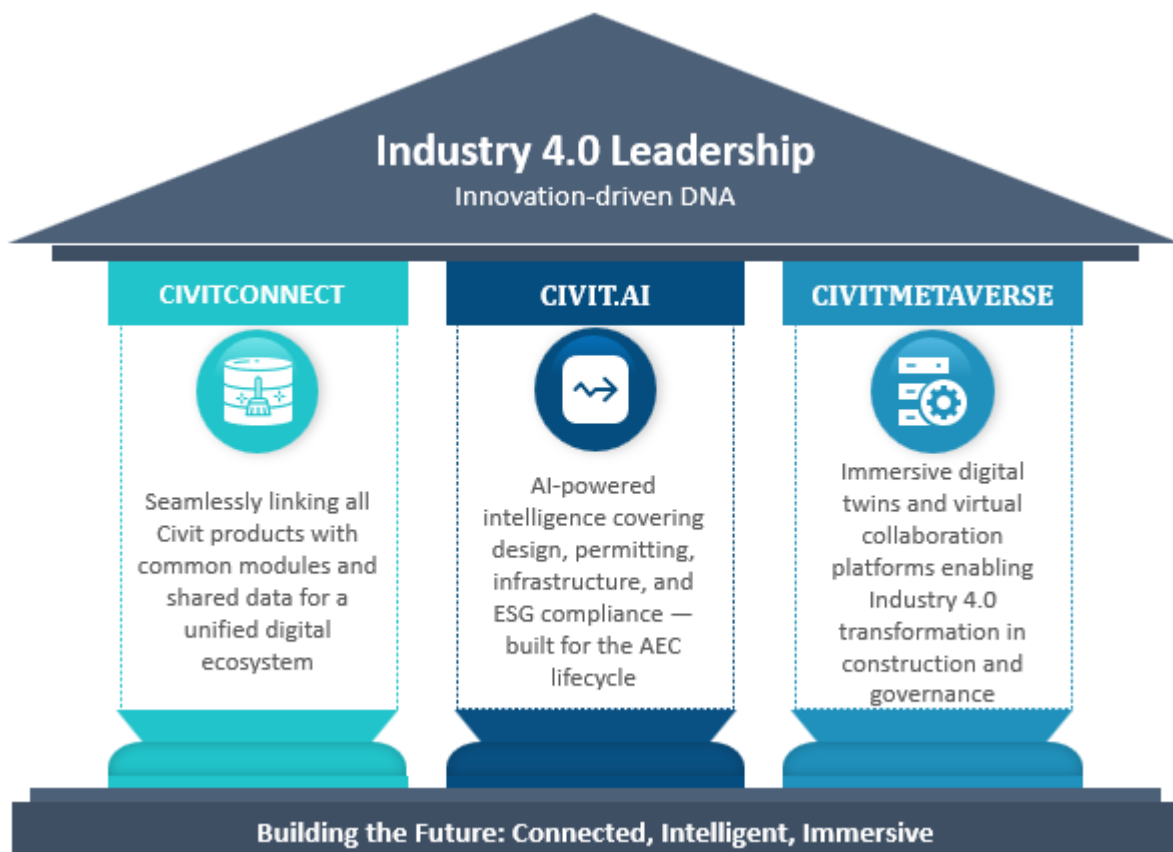 Industry 4.0 Leadership
Innovation-driven DNA
CIVITCONNECT
Seamlessly linking all
Civit products with
common modules and
shared data for a
unified digital
ecosystem
CIVIT.AI
AI-powered
intelligence covering
design, permitting,
infrastructure, and
ESG compliance —
built for the AEC
lifecycle
CIVITMETAVERSE
Immersive digital
twins and virtual
collaboration
platforms enabling
Industry 4.0
transformation in
construction and
governance
Building the Future: Connected, Intelligent, Immersive